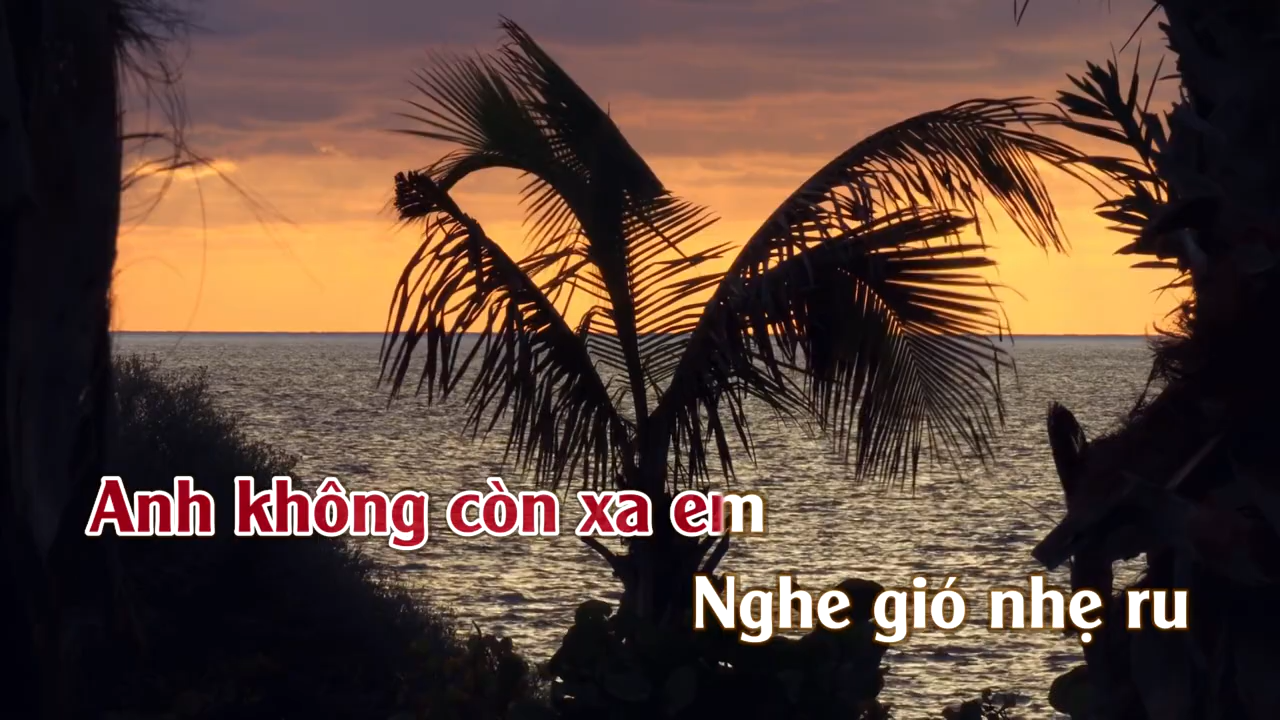 Anh không còn xa em
Nghe gió nhẹ ru